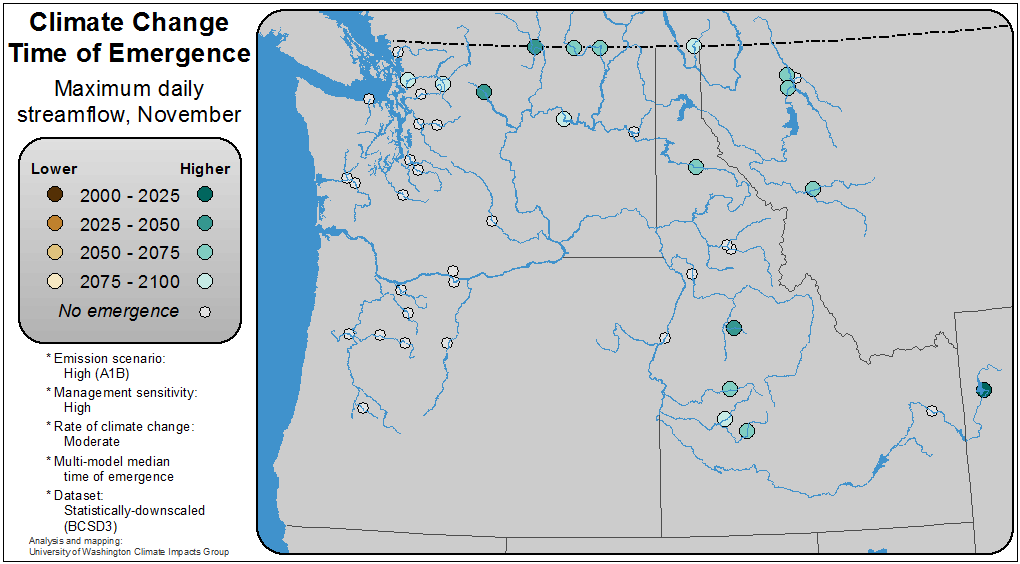 Climate Change
Time of Emergence
Maximum daily
streamflow, November
Lower Higher
2000 - 2025
2025 - 2050
2050 - 2075
2075 - 2100
No emergence
* Emission scenario:
High (A1B)
* Management sensitivity:
High
* Rate of climate change:
Moderate
* Multi-model median
time of emergence
* Dataset:
Statistically-downscaled
(BCSD3)
Analysis and mapping:
University of Washington Climate Impacts Group